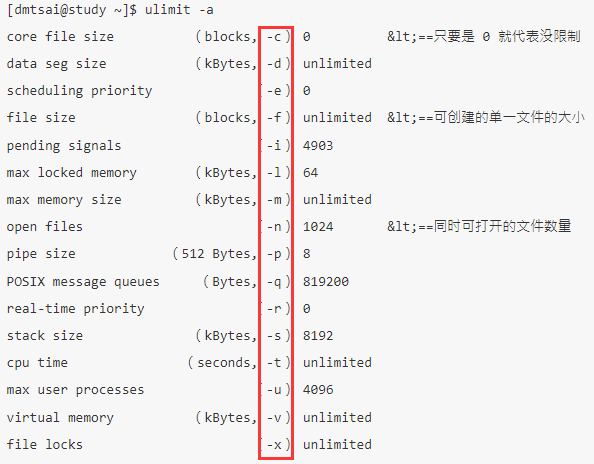 [dmtsai@study ~]$ ulimit -a
core file size (blocks, -c) 0 &lt;==只要是 0 就代表没限制
data seg size (kBytes, -d) unlimited
scheduling priority (-e) 0
file size (blocks, -f) unlimited &lt;==可创建的单一文件的大小
pending signals (-i) 4903
max locked memory (kBytes, -l) 64
max memory size (kBytes, -m) unlimited
open files (-n) 1024 &lt;==同时可打开的文件数量
pipe size (512 Bytes, -p) 8
POSIX message queues (Bytes, -q) 819200
real-time priority (-r) 0
stack size (kBytes, -s) 8192
cpu time (seconds, -t) unlimited
max user processes (-u) 4096
virtual memory (kBytes, -v) unlimited
file locks (-x) unlimited